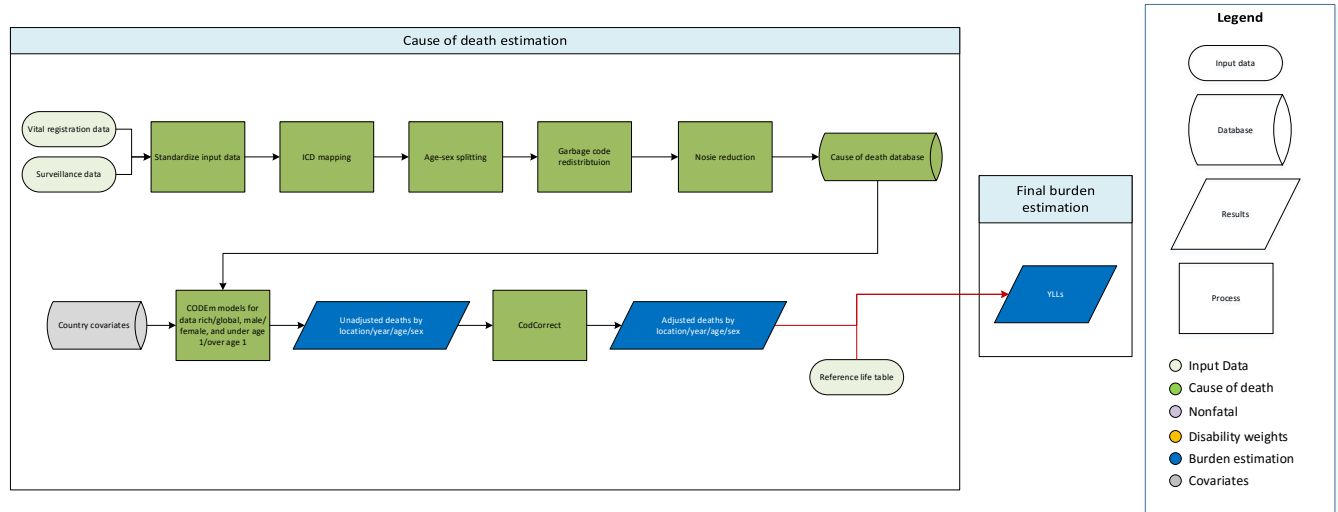 Cause of death estimation
Vital registration data
Surveillance data
Standardize input data
ICD mapping
Age-sex splitting
Garbage code
redistribtuion
Nosie reduction
Cause of death database
Country covariates
CODEm models for
data rich/global, male/
female, and under age
1/over age 1
Unadjusted deaths by
location/year/age/sex
CodCorrect
Adjusted deaths by
location/year/age/sex
Reference life table
Final burden
estimation
YLLs
Legend
Input data
Database
Results
Process
Input Data
Cause of death
Nonfatal
Disability weights
Burden estimation
Covariates